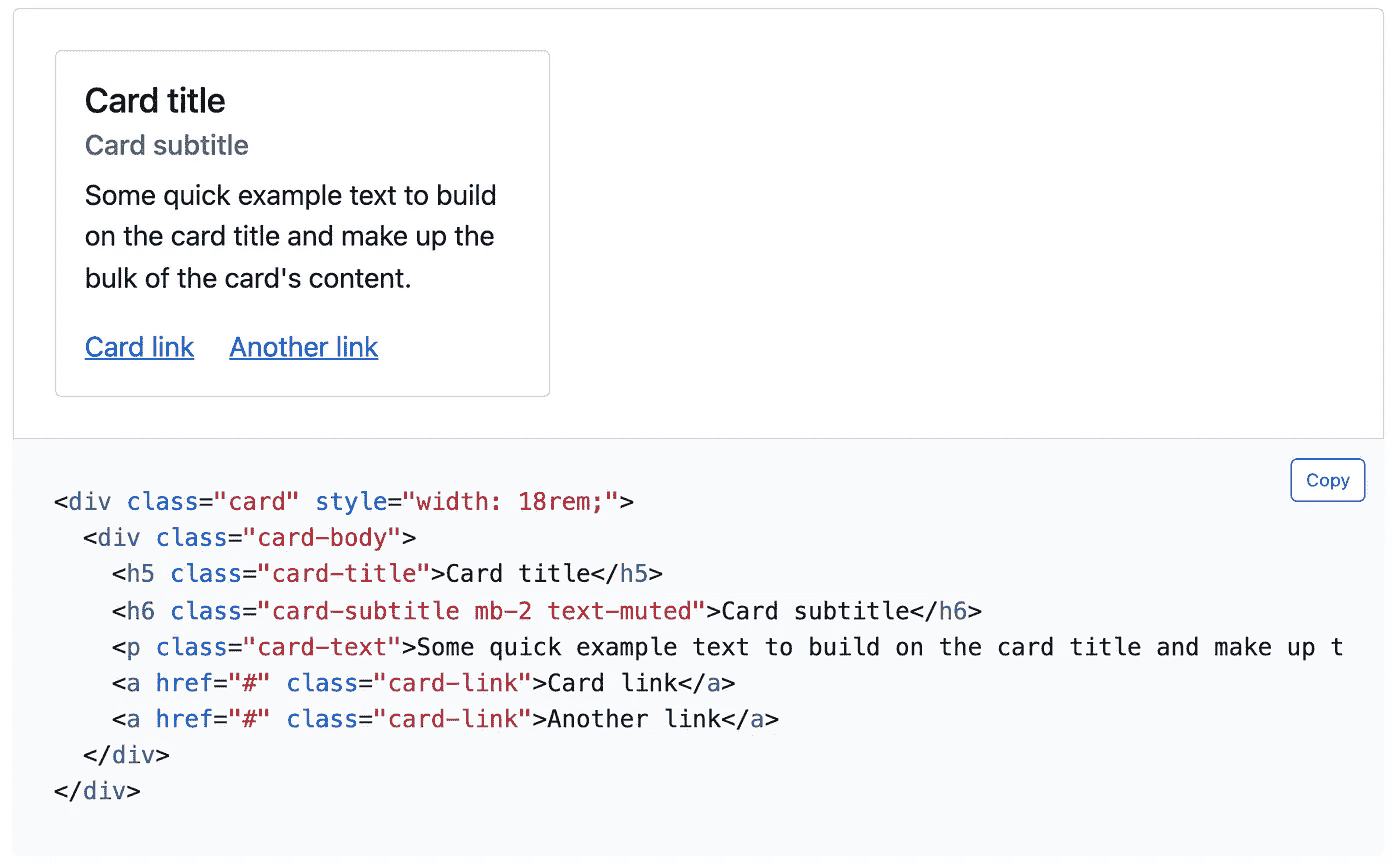 Card title
Card subtitle
Some quick example text to build
on the card title and make up the
bulk of the card's content.
Card link Another link
Copy
<div class="card" style="width: 18rem;">
  <div class="card-body">
    <h5 class="card-title">Card title</h5>
    <h6 class="card-subtitle mb-2 text-muted">Card subtitle</h6>
    <p class="card-text">Some quick example text to build on the card title and make up t
    <a href="#" class="card-link">Card link</a>
    <a href="#" class="card-link">Another link</a>
  </div>
</div>